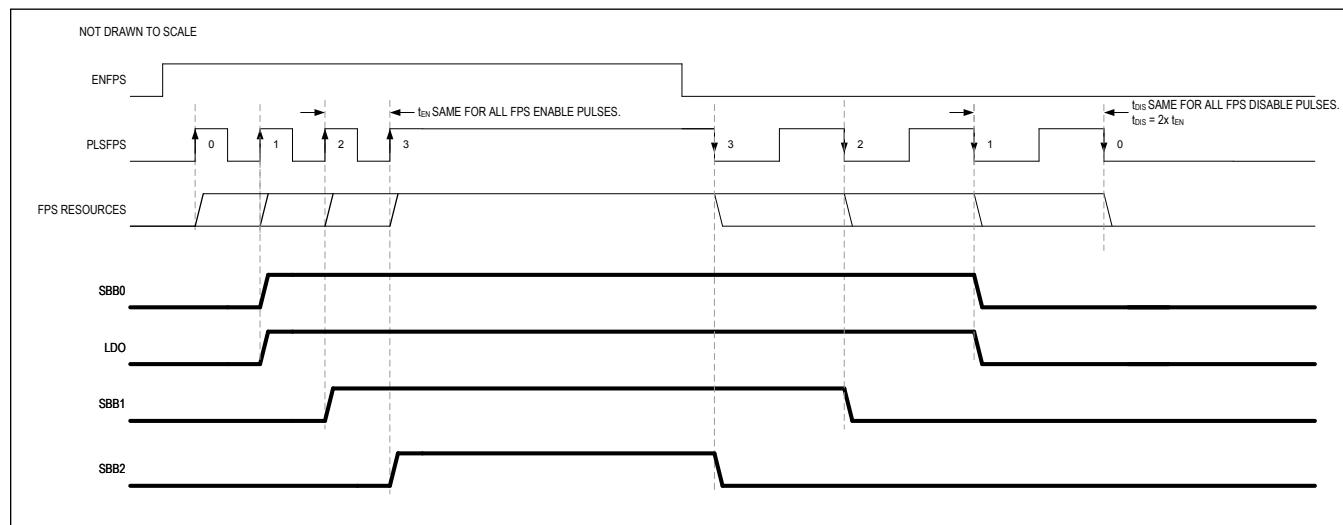 NOT DRAWN TO SCALE
ENFPS
tEN SAME FOR ALL FPS ENABLE PULSES.
tDIS SAME FOR ALL FPS DISABLE PULSES.
tDIS = 2x tEN
PLSFPS
0 1 2 3 3 2 1 0
FPS RESOURCES
SBB0
LDO
SBB1
SBB2